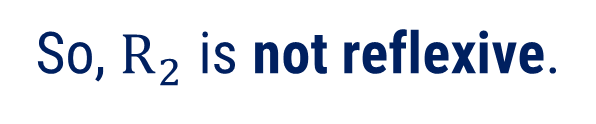 So, R₂ is not reflexive.